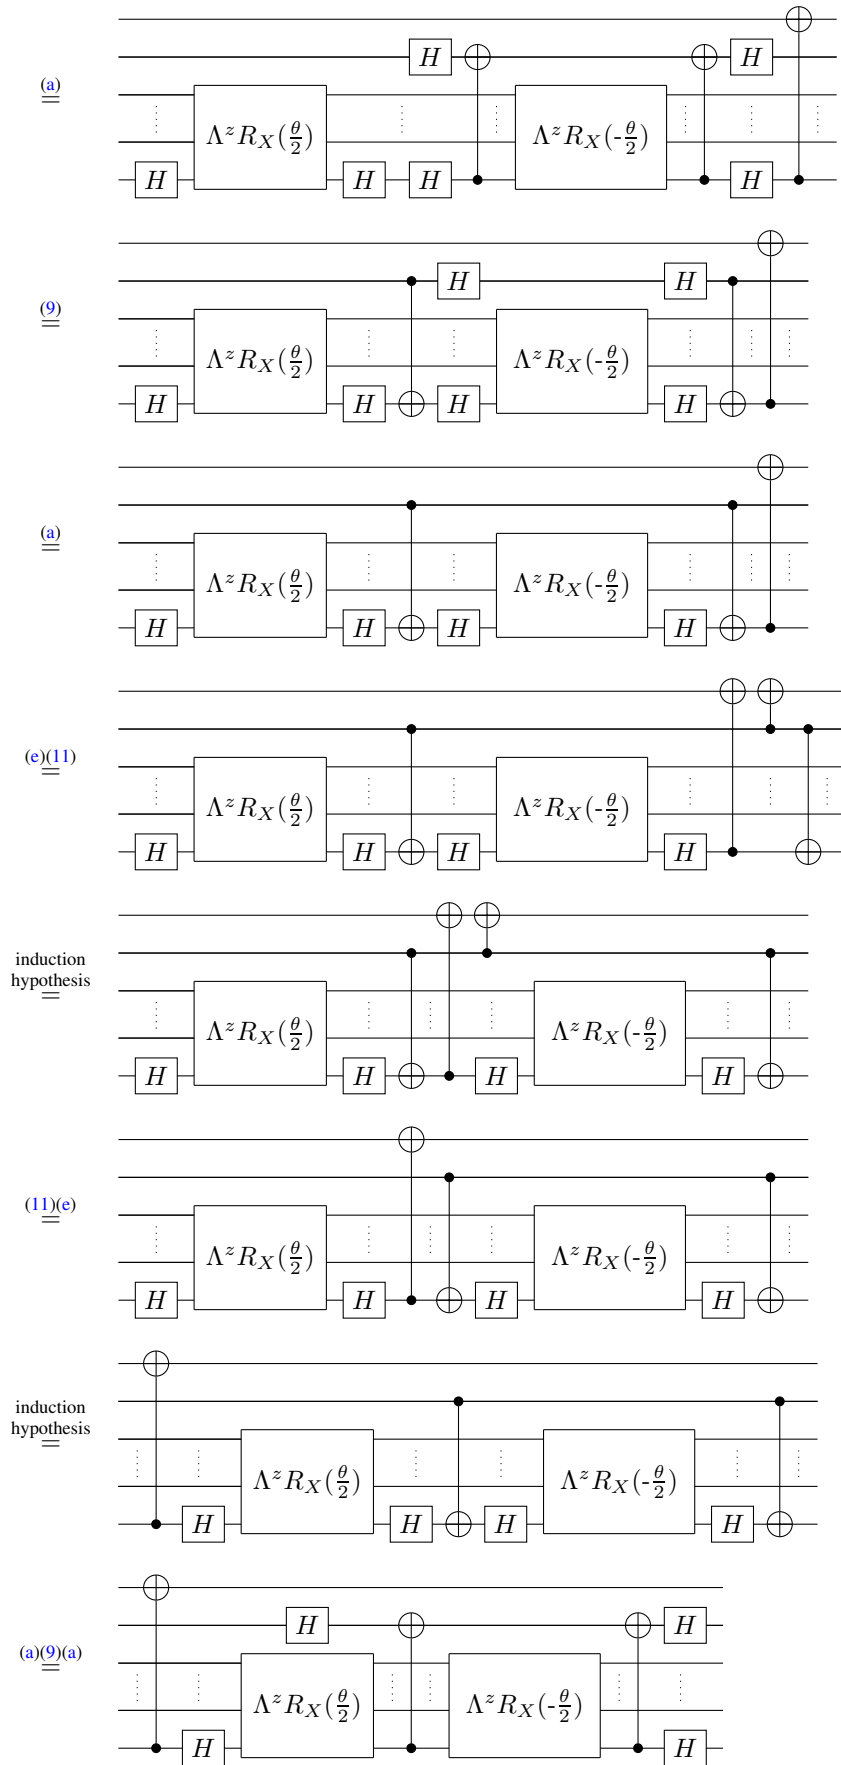 H H
(a)
=
Λ^z R_X(θ/2) Λ^z R_X(-θ/2)
H H H H
(9)
=
H H
Λ^z R_X(θ/2) Λ^z R_X(-θ/2)
H H H H
(a)
=
Λ^z R_X(θ/2) Λ^z R_X(-θ/2)
H H H H
(e)(11)
=
Λ^z R_X(θ/2) Λ^z R_X(-θ/2)
H H H H
induction
hypothesis
=
Λ^z R_X(θ/2) Λ^z R_X(-θ/2)
H H H H
(11)(e)
=
Λ^z R_X(θ/2) Λ^z R_X(-θ/2)
H H H H
induction
hypothesis
=
Λ^z R_X(θ/2) Λ^z R_X(-θ/2)
H H H H
H H
(a)(9)(a)
=
Λ^z R_X(θ/2) Λ^z R_X(-θ/2)
H H